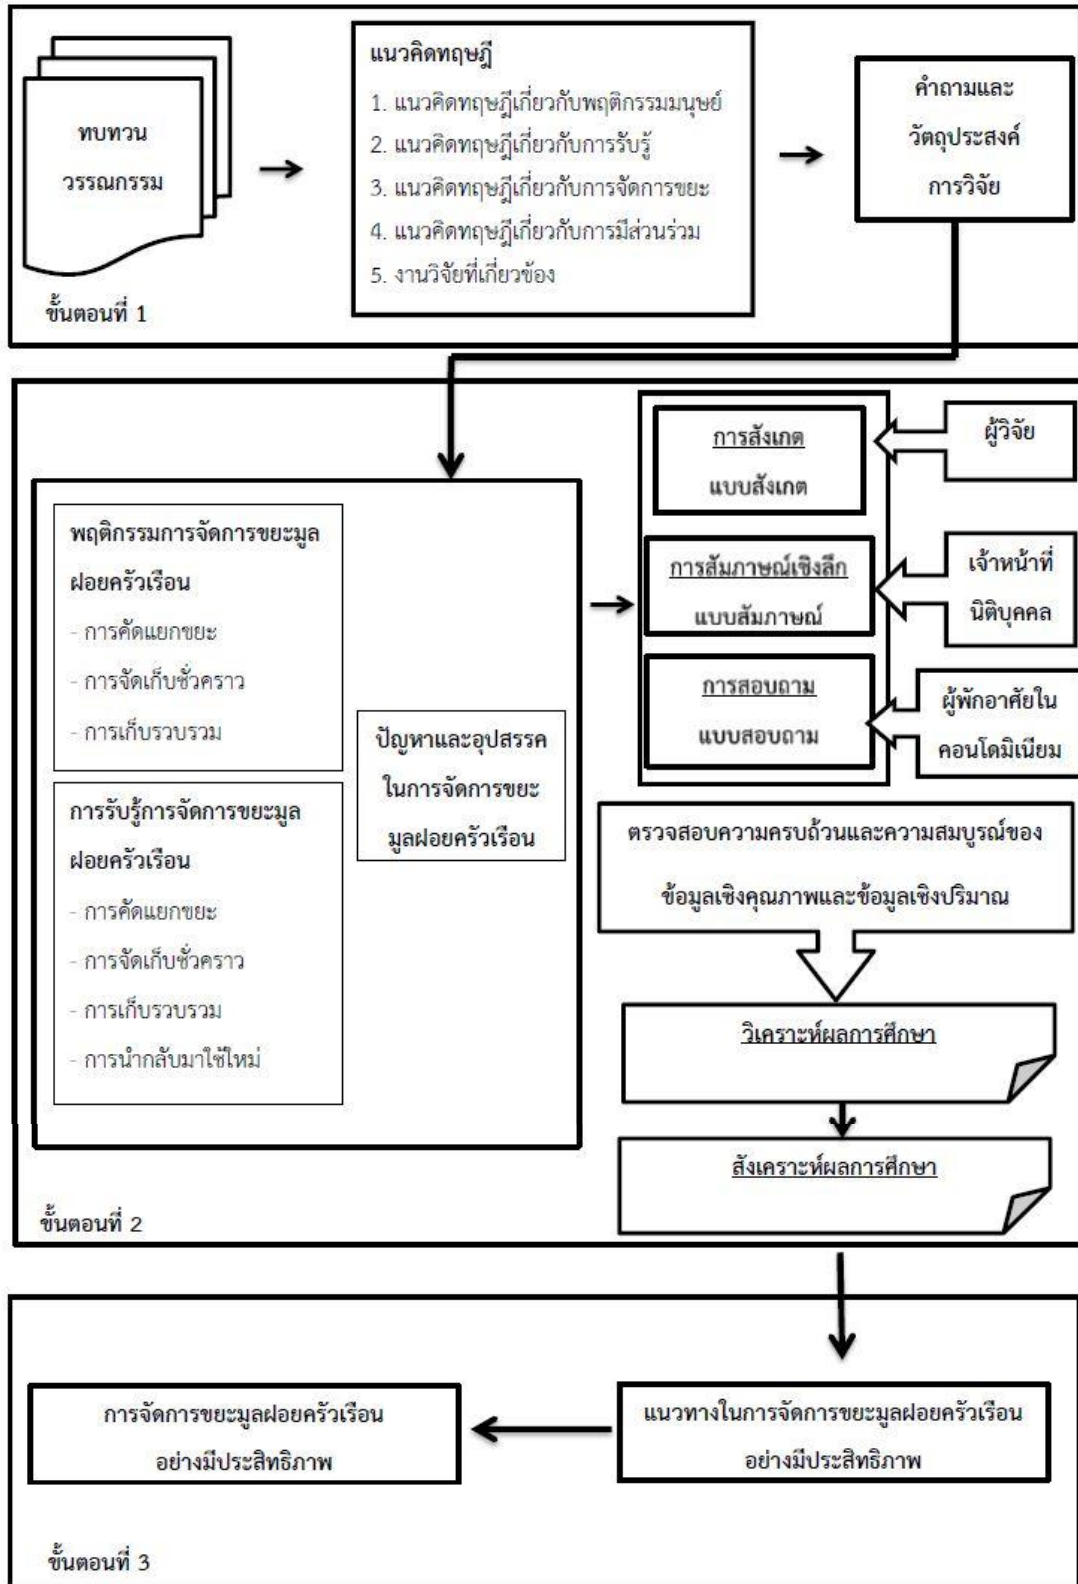 ทบทวน
วรรณกรรม
แนวคิดทฤษฎี
1. แนวคิดทฤษฎีเกี่ยวกับพฤติกรรมมนุษย์
2. แนวคิดทฤษฎีเกี่ยวกับการรับรู้
3. แนวคิดทฤษฎีเกี่ยวกับการจัดการขยะ
4. แนวคิดทฤษฎีเกี่ยวกับการมีส่วนร่วม
5. งานวิจัยที่เกี่ยวข้อง
คำถามและ
วัตถุประสงค์
การวิจัย
ขั้นตอนที่ 1
พฤติกรรมการจัดการขยะมูล
ฝอยครัวเรือน
- การคัดแยกขยะ
- การจัดเก็บชั่วคราว
- การเก็บรวบรวม
การรับรู้การจัดการขยะมูล
ฝอยครัวเรือน
- การคัดแยกขยะ
- การจัดเก็บชั่วคราว
- การเก็บรวบรวม
- การนำกลับมาใช้ใหม่
ปัญหาและอุปสรรค
ในการจัดการขยะ
มูลฝอยครัวเรือน
การสังเกต
แบบสังเกต
ผู้วิจัย
การสัมภาษณ์เชิงลึก
แบบสัมภาษณ์
เจ้าหน้าที่
นิติบุคคล
การสอบถาม
แบบสอบถาม
ผู้พักอาศัยใน
คอนโดมิเนียม
ตรวจสอบความครบถ้วนและความสมบูรณ์ของ
ข้อมูลเชิงคุณภาพและข้อมูลเชิงปริมาณ
วิเคราะห์ผลการศึกษา
สังเคราะห์ผลการศึกษา
ขั้นตอนที่ 2
แนวทางในการจัดการขยะมูลฝอยครัวเรือน
อย่างมีประสิทธิภาพ
การจัดการขยะมูลฝอยครัวเรือน
อย่างมีประสิทธิภาพ
ขั้นตอนที่ 3